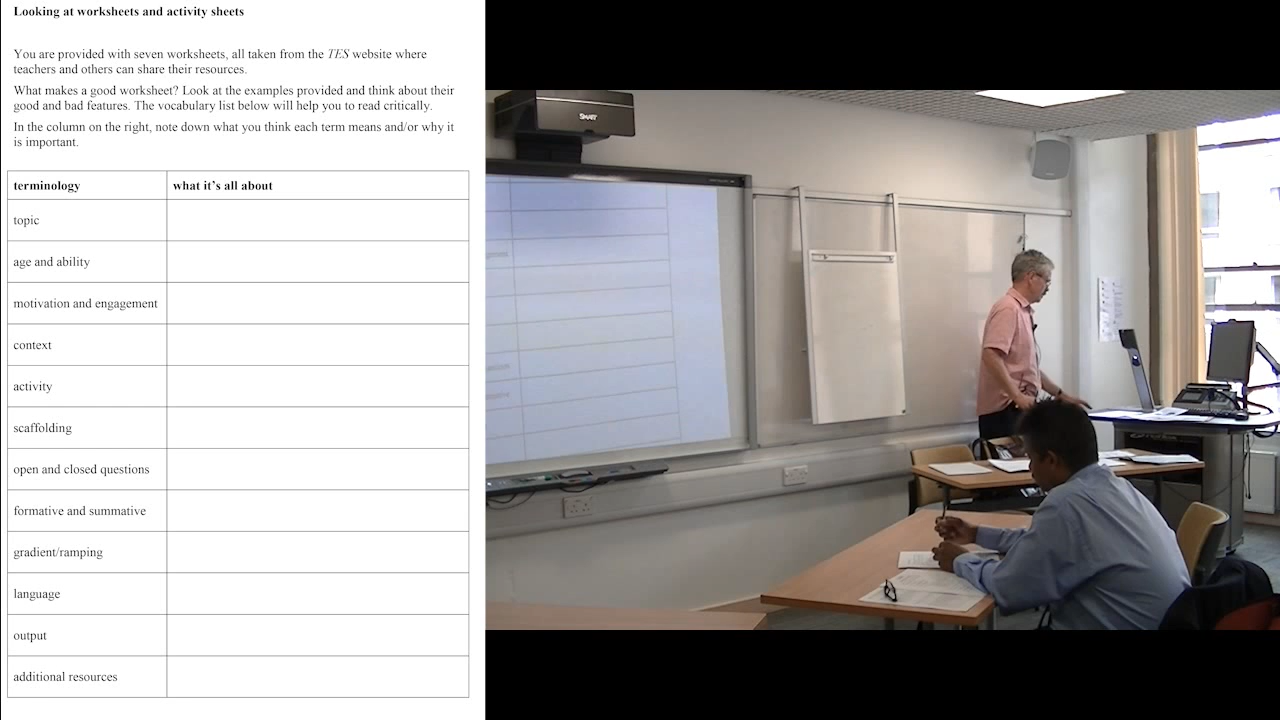 Looking at worksheets and activity sheets
You are provided with seven worksheets, all taken from the TES website where
teachers and others can share their resources.
What makes a good worksheet? Look at the examples provided and think about their
good and bad features. The vocabulary list below will help you to read critically.
In the column on the right, note down what you think each term means and/or why it
is important.
terminology what it’s all about
topic
age and ability
motivation and engagement
context
activity
scaffolding
open and closed questions
formative and summative
gradient/ramping
language
output
additional resources
SMART